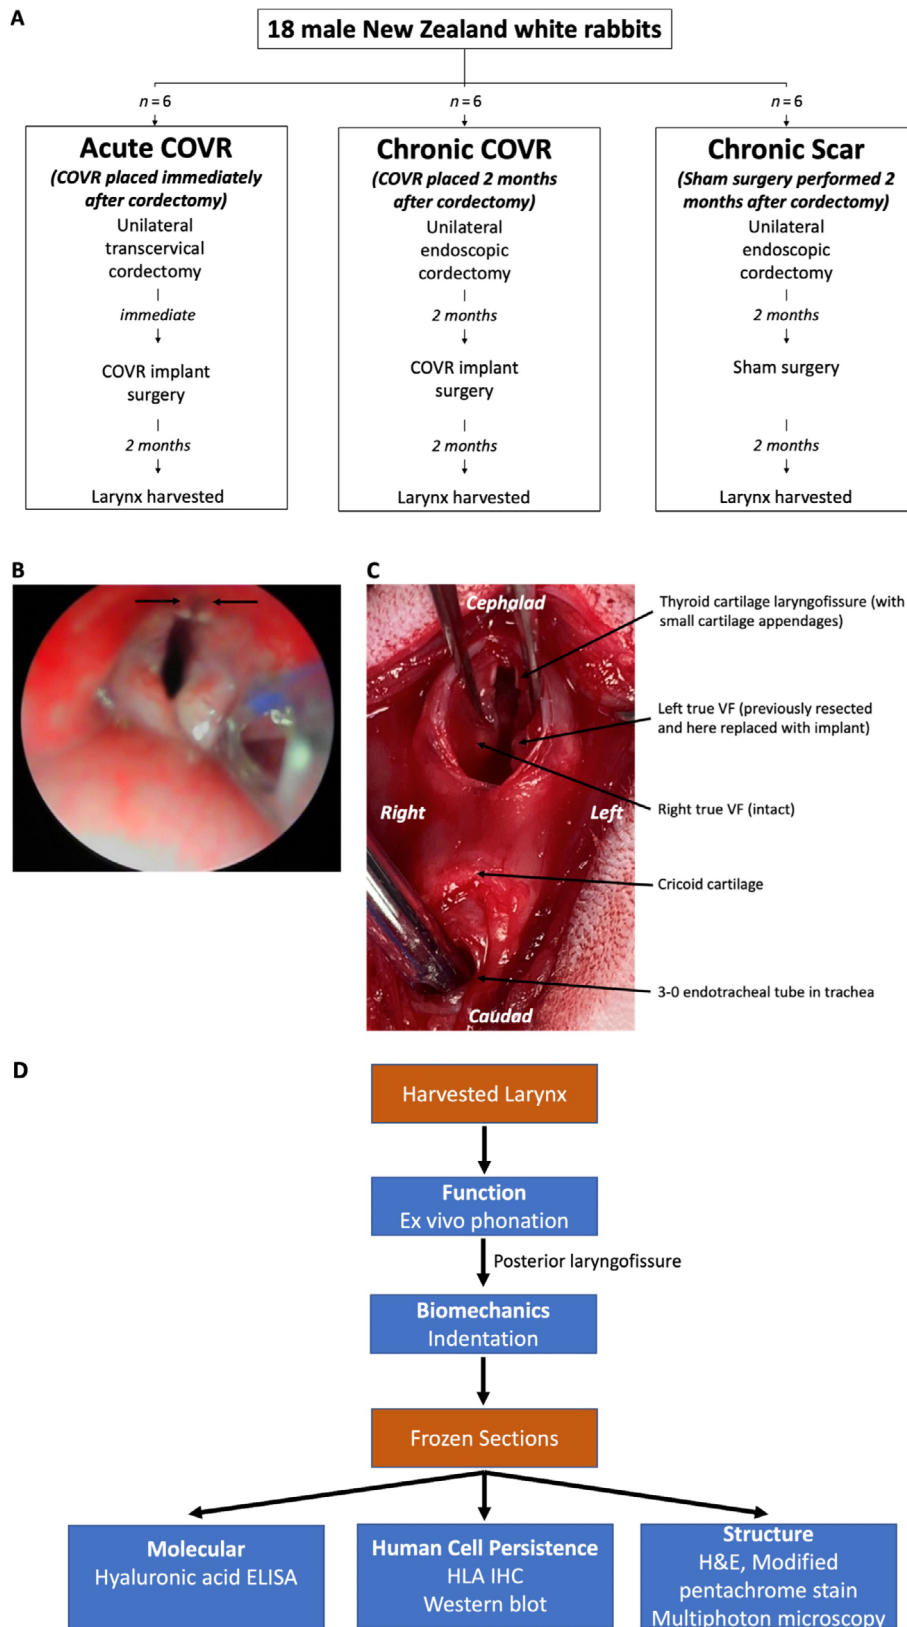 A
18 male New Zealand white rabbits
n = 6
n = 6
n = 6
Acute COVR
(COVR placed immediately
after cordectomy)
Unilateral
transcervical
cordectomy
immediate
COVR implant
surgery
2 months
Larynx harvested
Chronic COVR
(COVR placed 2 months
after cordectomy)
Unilateral
endoscopic
cordectomy
2 months
COVR implant
surgery
2 months
Larynx harvested
Chronic Scar
(Sham surgery performed 2
months after cordectomy)
Unilateral
endoscopic
cordectomy
2 months
Sham surgery
2 months
Larynx harvested
B
C
Cephalad
Right
Left
Caudad
Thyroid cartilage laryngofissure (with
small cartilage appendages)
Left true VF (previously resected
and here replaced with implant)
Right true VF (intact)
Cricoid cartilage
3-0 endotracheal tube in trachea
D
Harvested Larynx
Function
Ex vivo phonation
Posterior laryngofissure
Biomechanics
Indentation
Frozen Sections
Molecular
Hyaluronic acid ELISA
Human Cell Persistence
HLA IHC
Western blot
Structure
H&E, Modified
pentachrome stain
Multiphoton microscopy